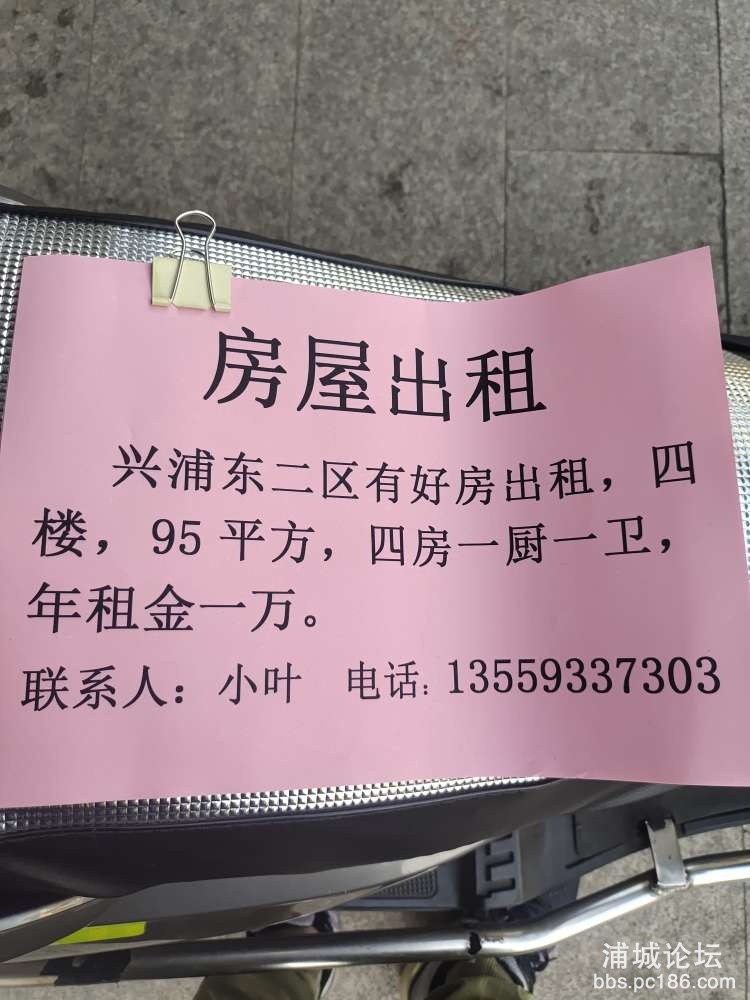 房屋出租
兴浦东二区有好房出租，四
楼，95平方，四房一厨一卫，
年租金一万。
联系人：小叶 电话：13559337303
浦城论坛
bbs.pc186.com